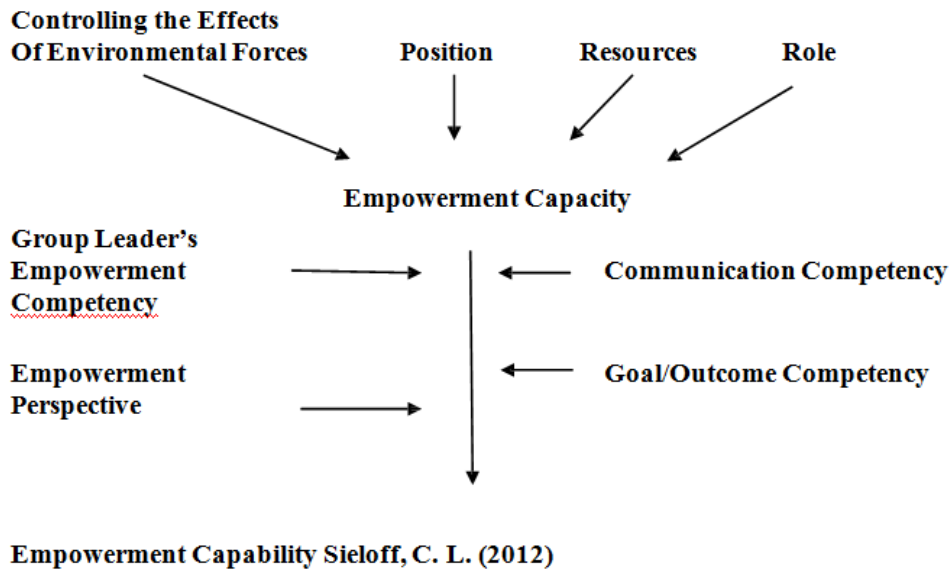 Controlling the Effects
Of Environmental Forces
Position
Resources
Role
Empowerment Capacity
Group Leader’s
Empowerment
Competency
Communication Competency
Empowerment
Perspective
Goal/Outcome Competency
Empowerment Capability Sieloff, C. L. (2012)